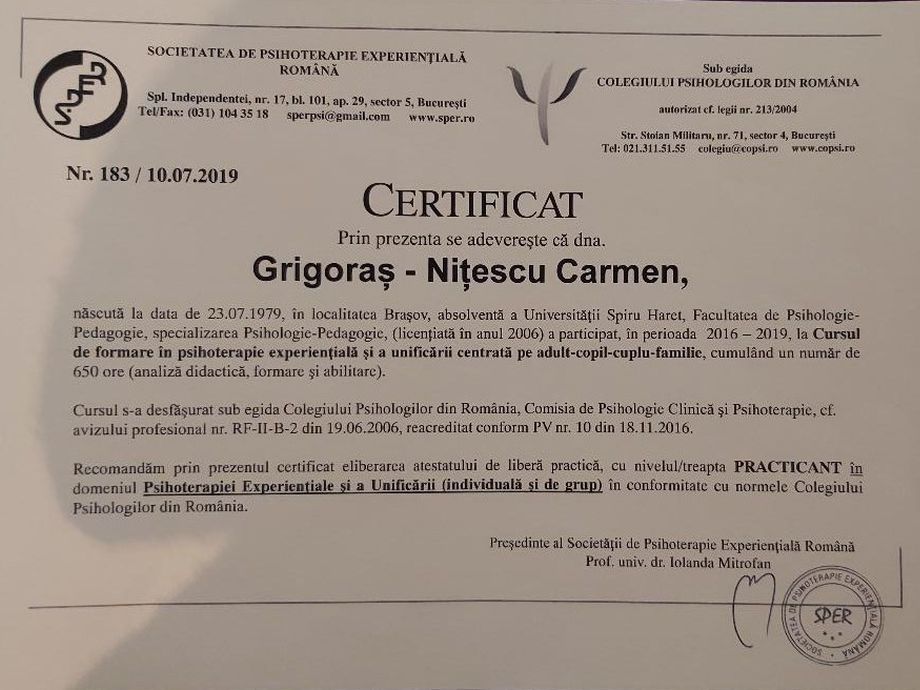 SPER
SOCIETATEA DE PSIHOTERAPIE EXPERIENȚIALĂ
ROMÂNĂ
Spl. Independentei, nr. 17, bl. 101, ap. 29, sector 5, București
Tel/Fax: (031) 104 35 18 sperpsi@gmail.com www.sper.ro
Sub egida
COLEGIULUI PSIHOLOGILOR DIN ROMÂNIA
autorizat cf. legii nr. 213/2004
Str. Stoian Militaru, nr. 71, sector 4, București
Tel: 021.311.51.55 colegiu@copsi.ro www.copsi.ro
Nr. 183 / 10.07.2019
CERTIFICAT
Prin prezenta se adeverește că dna.
Grigoraș - Nițescu Carmen,
născută la data de 23.07.1979, în localitatea Brașov, absolventă a Universității Spiru Haret, Facultatea de Psihologie-
Pedagogie, specializarea Psihologie-Pedagogie, (licențiată în anul 2006) a participat, în perioada 2016 – 2019, la Cursul
de formare în psihoterapie experiențială și a unificării centrată pe adult-copil-cuplu-familie, cumulând un număr de
650 ore (analiză didactică, formare și abilitare).
Cursul s-a desfășurat sub egida Colegiului Psihologilor din România, Comisia de Psihologie Clinică și Psihoterapie, cf.
avizului profesional nr. RF-II-B-2 din 19.06.2006, reacreditat conform PV nr. 10 din 18.11.2016.
Recomandăm prin prezentul certificat eliberarea atestatului de liberă practică, cu nivelul/treapta PRACTICANT în
domeniul Psihoterapiei Experiențiale și a Unificării (individuală și de grup) în conformitate cu normele Colegiului
Psihologilor din România.
Președinte al Societății de Psihoterapie Experiențială Română
Prof. univ. dr. Iolanda Mitrofan
SOCIETATEA DE PSIHOTERAPIE EXPERIENȚIALĂ ROMÂNĂ
SPER